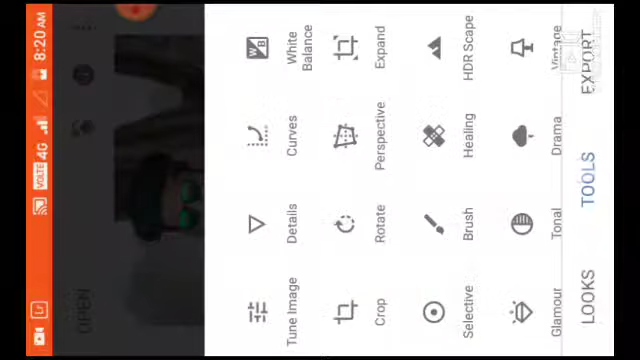 VOLTE 4G 8:20 AM
Lr
OPEN
Tune Image Details Curves White Balance
Crop Rotate Perspective Expand
Selective Brush Healing HDR Scape
Glamour Tonal Drama Vintage
LOOKS TOOLS EXPORT